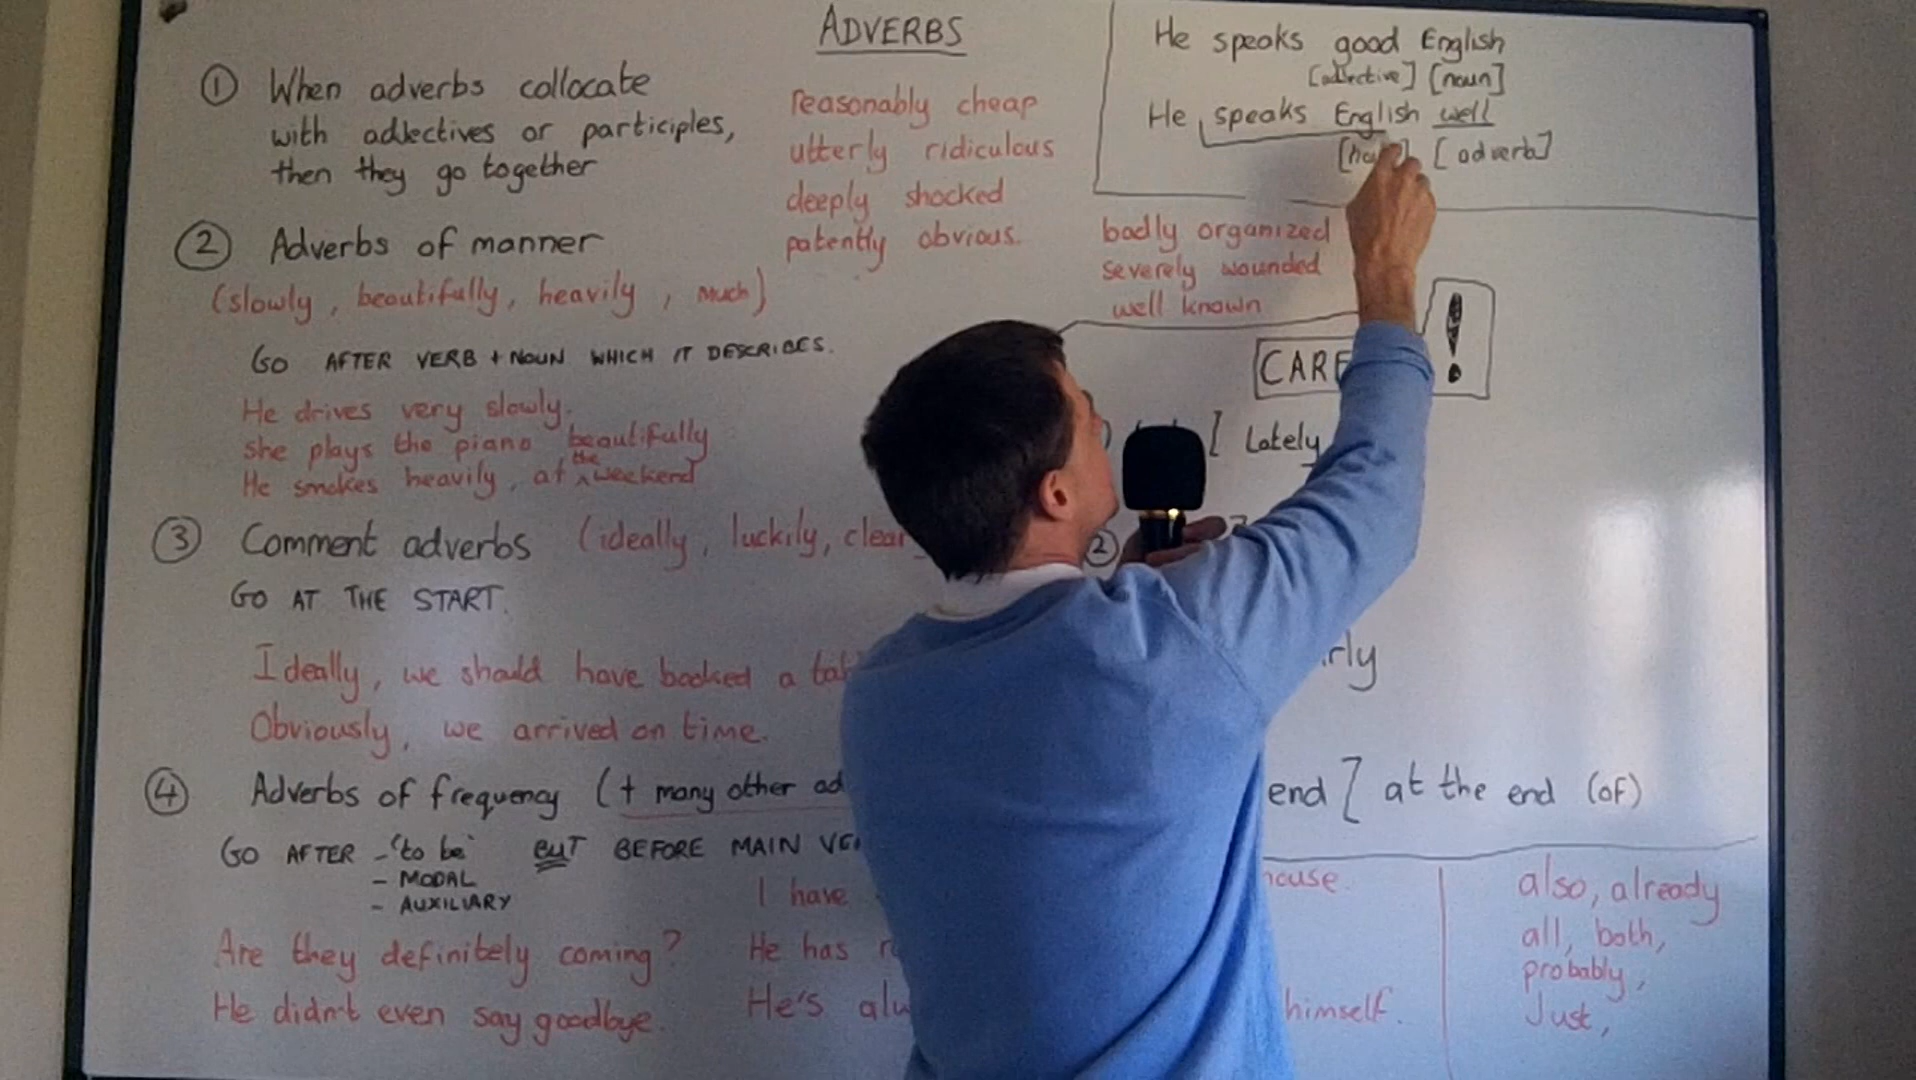 ADVERBS
① When adverbs collocate
with adjectives or participles,
then they go together
reasonably cheap
utterly ridiculous
deeply shocked
patently obvious.
He speaks good English
[adjective] [noun]
He speaks English well
[adverb]
badly organized
severely wounded
well known
② Adverbs of manner
(slowly, beautifully, heavily, much)
GO AFTER VERB + NOUN WHICH IT DESCRIBES.
He drives very slowly.
she plays the piano beautifully
He smokes heavily, at the weekend
CARE
!
[ Lately
②
③ Comment adverbs (ideally, luckily, clear
GO AT THE START.
Ideally, we should have booked a
Obviously, we arrived on time.
rly
④ Adverbs of frequency (+ many other ad
end [ at the end (of)
GO AFTER - 'to be' BUT BEFORE MAIN
- MODAL
- AUXILIARY
I have
house.
Are they definitely coming?
He has
He didn't even say goodbye.
He's
himself.
also, already
all, both,
probably,
Just,